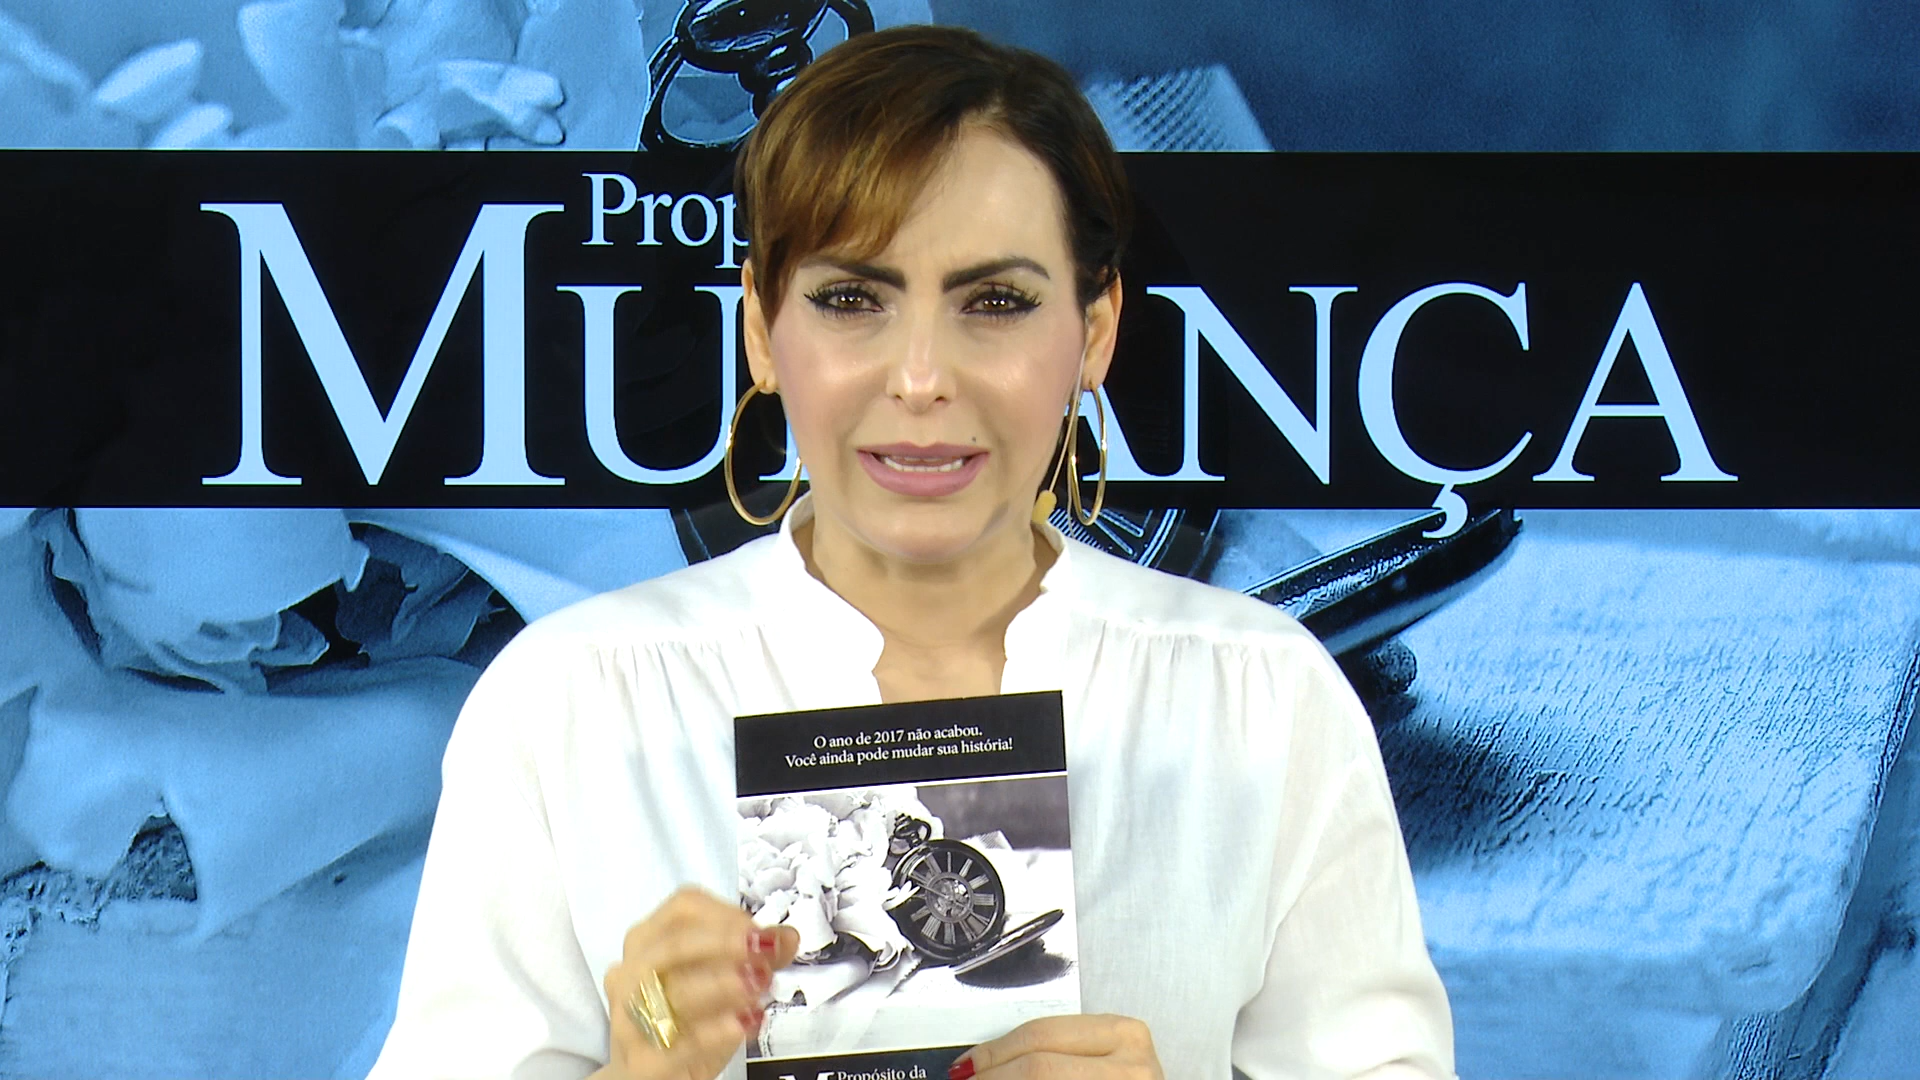 Prop
MU ANÇA
O ano de 2017 não acabou.
Você ainda pode mudar sua história!
Propósito da
M